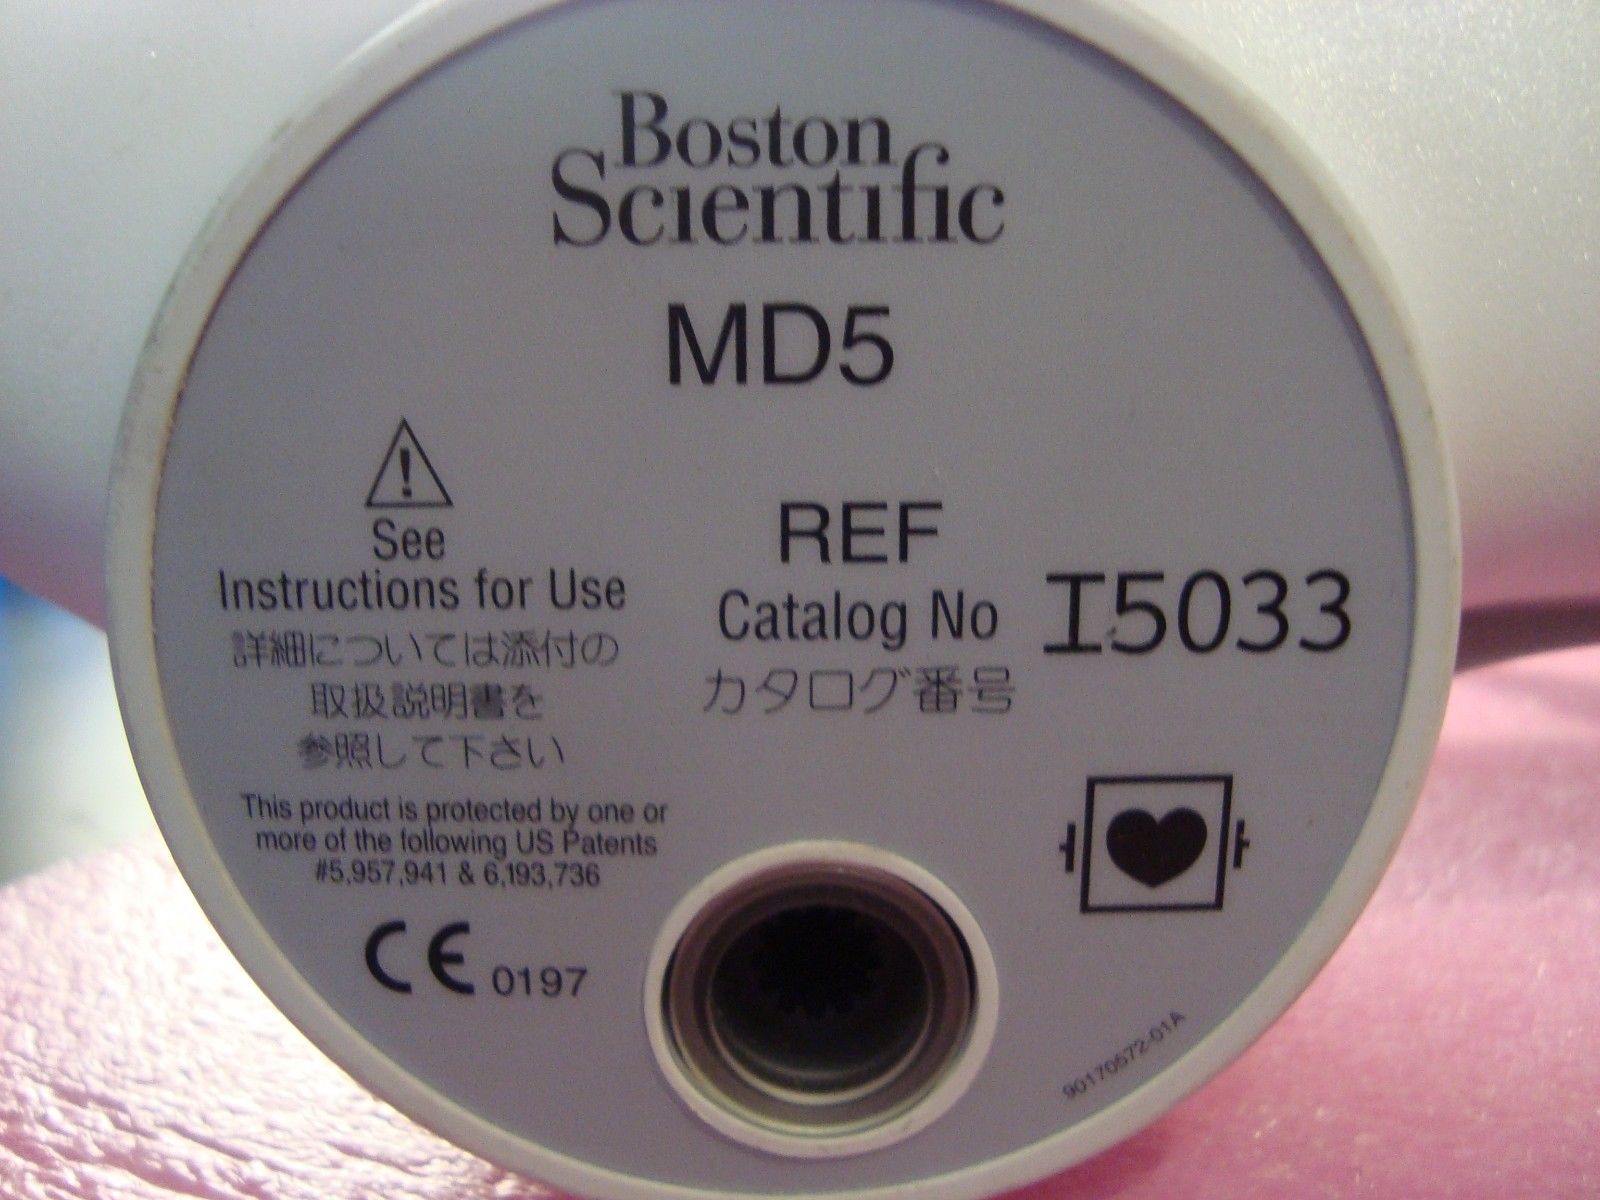 Boston
Scientific
MD5
!
See
Instructions for Use
詳細については添付の
取扱説明書を
参照して下さい
REF
Catalog No I5033
カタログ番号
This product is protected by one or
more of the following US Patents
#5,957,941 & 6,193,736
CE 0197
90170572-01A